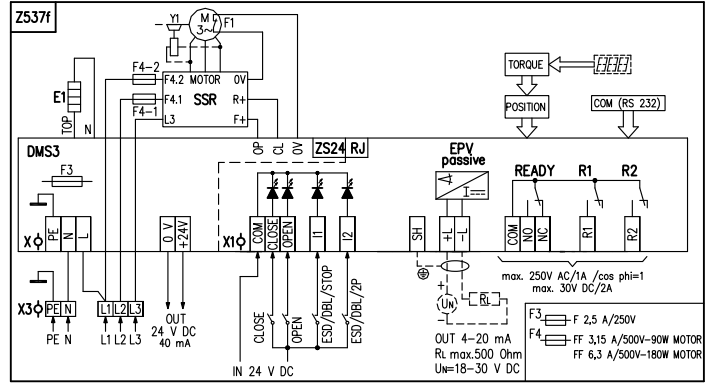 Z537f
Y1
M
3~
F1
F4-2
F4.2 MOTOR 0V
E1
F4.1 SSR R+
F4-1
L3 F+
TOP
N
OP
CL
0V
TORQUE
POSITION
COM (RS 232)
DMS3
ZS24 RJ
EPV
passive
F3
READY R1 R2
X
PE
N
L
0 V
+24V
X1
COM
CLOSE
OPEN
I1
I2
SH
+L
-L
COM
NO
NC
R1
R2
max. 250V AC/1A /cos phi=1
max. 30V DC/2A
X3
PE N L1 L2 L3
PE N L1 L2 L3
OUT
24 V DC
40 mA
CLOSE
OPEN
ESD/DBL/STOP
ESD/DBL/2P
IN 24 V DC
+
UN
–
RL
OUT 4-20 mA
RL max.500 Ohm
UN=18-30 V DC
F3 F 2,5 A/250V
F4 FF 3,15 A/500V-90W MOTOR
FF 6,3 A/500V-180W MOTOR